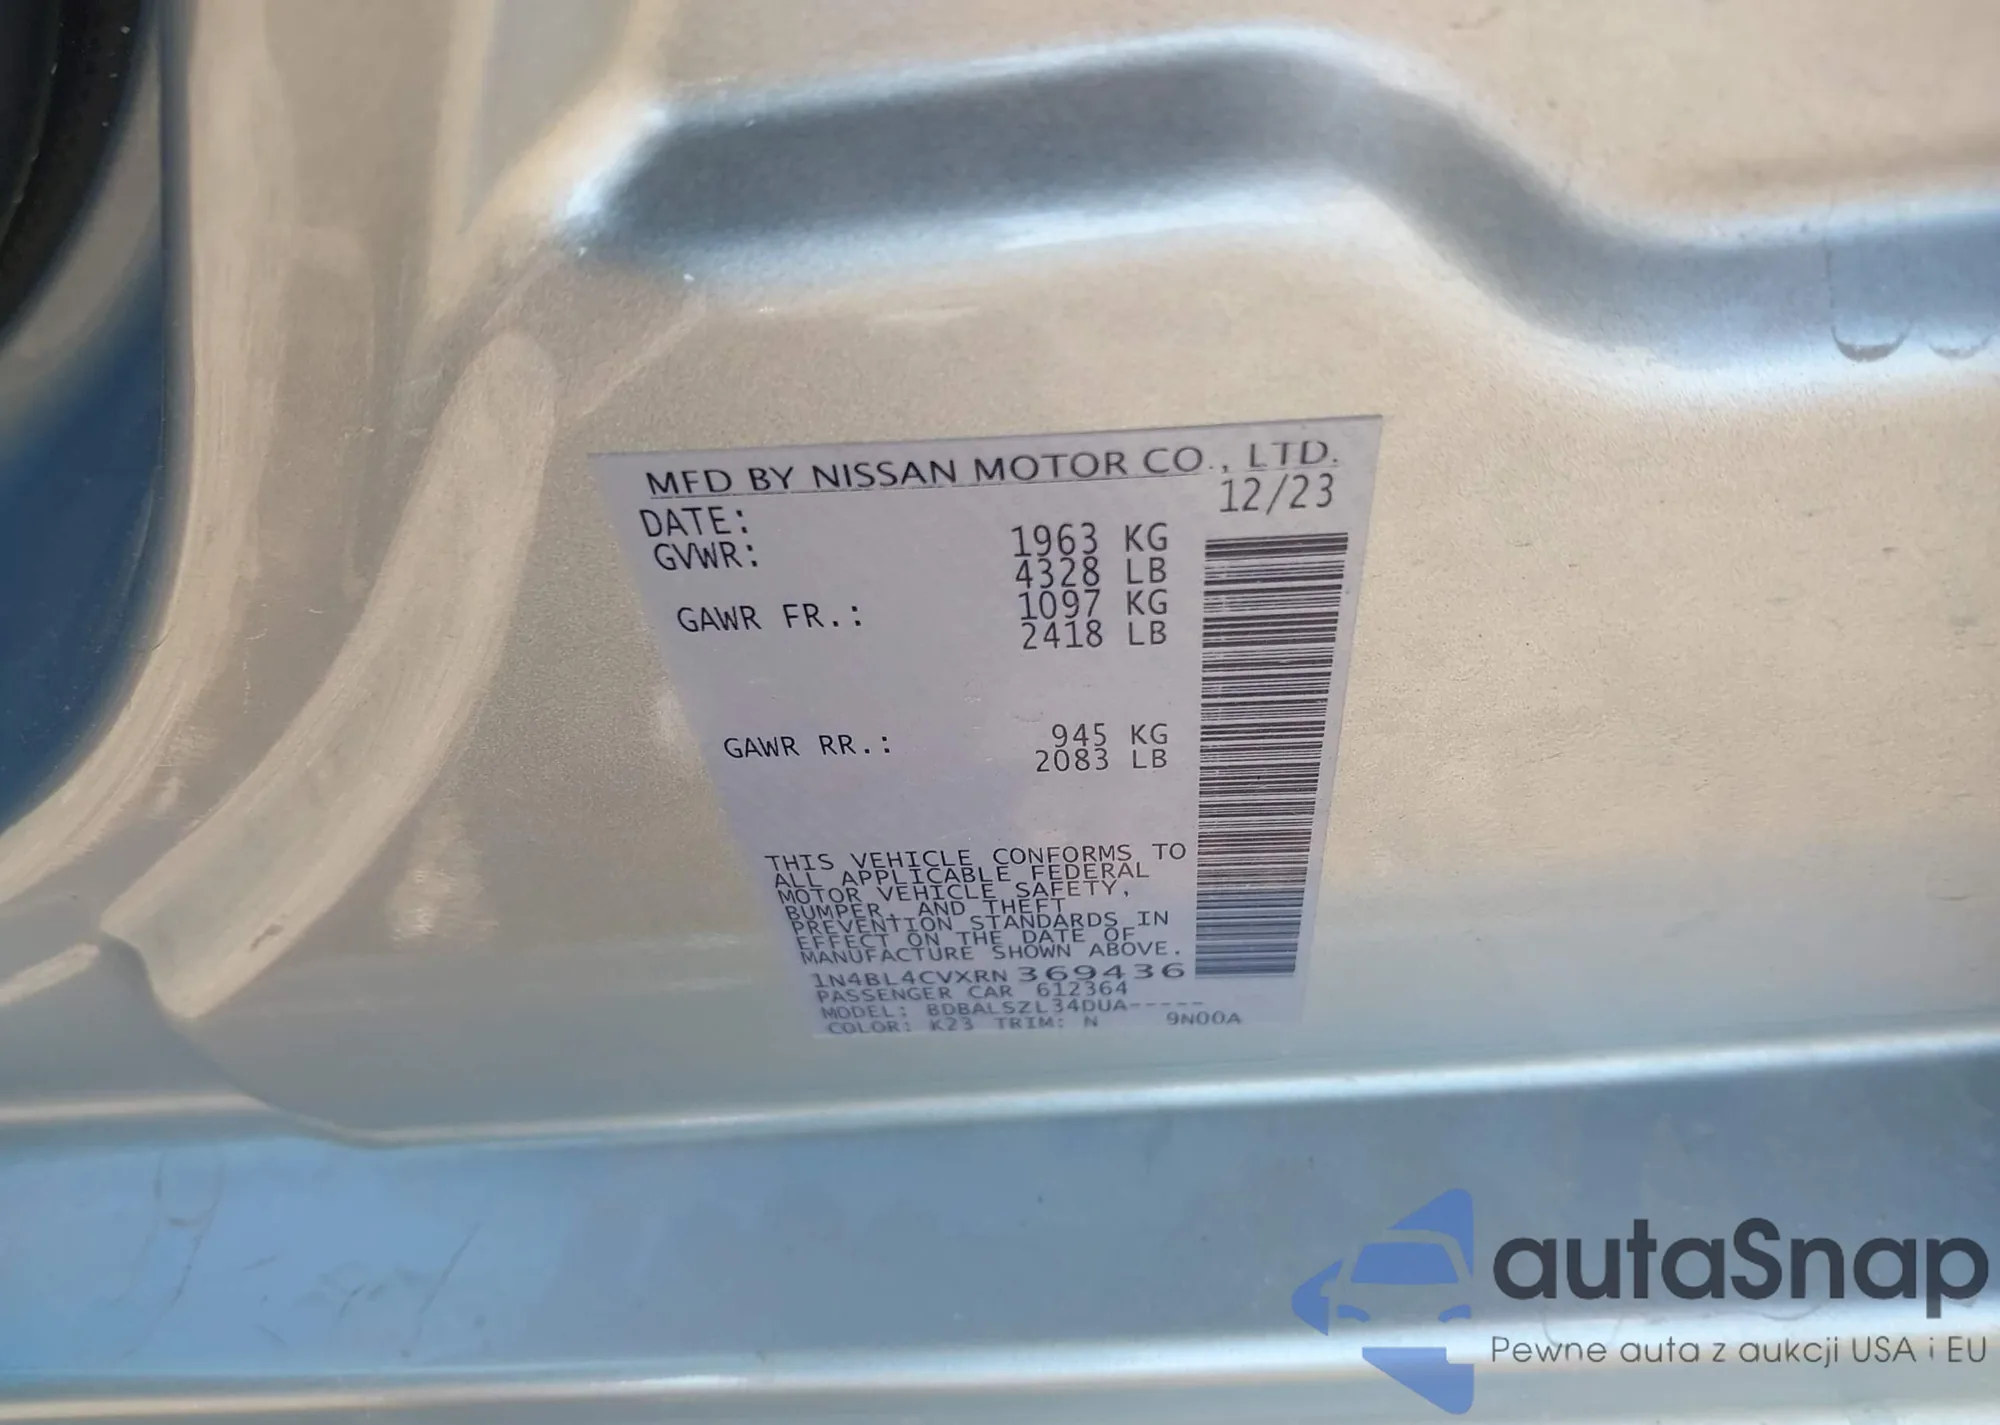 MFD BY NISSAN MOTOR CO., LTD.
DATE: 12/23
GVWR: 1963 KG
4328 LB
GAWR FR.: 1097 KG
2418 LB
GAWR RR.: 945 KG
2083 LB
THIS VEHICLE CONFORMS TO
ALL APPLICABLE FEDERAL
MOTOR VEHICLE SAFETY,
BUMPER, AND THEFT
PREVENTION STANDARDS IN
EFFECT ON THE DATE OF
MANUFACTURE SHOWN ABOVE.
1N4BL4CVXRN369436
PASSENGER CAR 612364
MODEL: BDBALSZL34DUA-----
COLOR: K23 TRIM: N 9N00A
autaSnap
Pewne auta z aukcji USA i EU